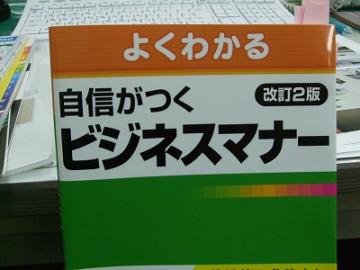 よくわかる
自信がつく
改訂2版
ビジネスマナー